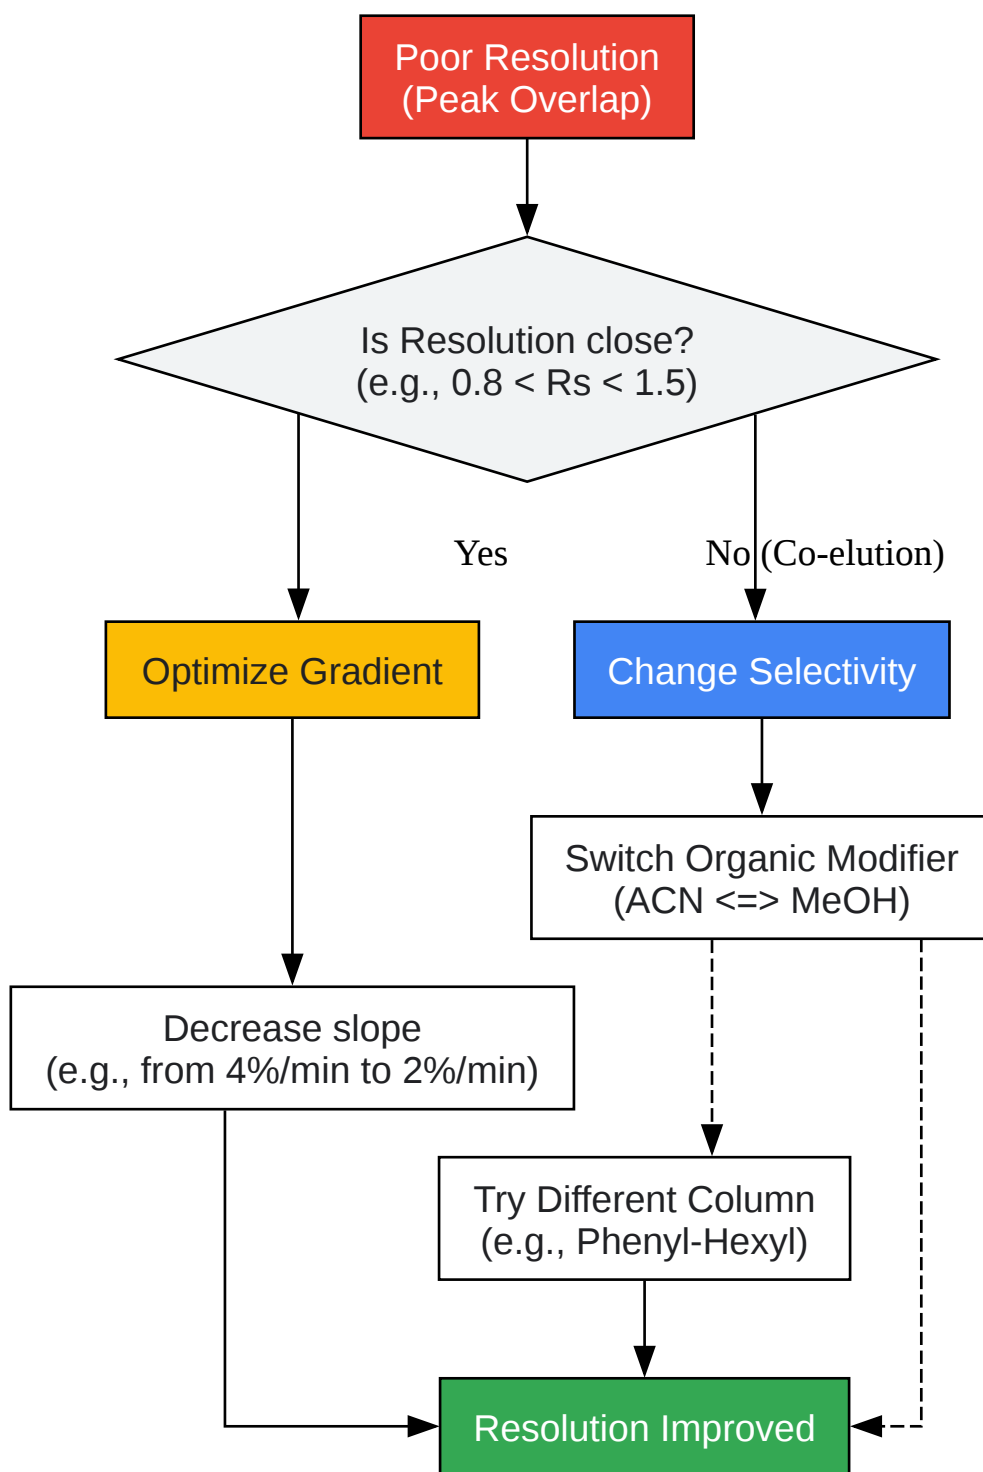 Poor Resolution
(Peak Overlap)
Is Resolution close?
(e.g., 0.8 < Rs < 1.5)
Yes
No (Co-elution)
Optimize Gradient
Change Selectivity
Switch Organic Modifier
(ACN <=> MeOH)
Decrease slope
(e.g., from 4%/min to 2%/min)
Try Different Column
(e.g., Phenyl-Hexyl)
Resolution Improved